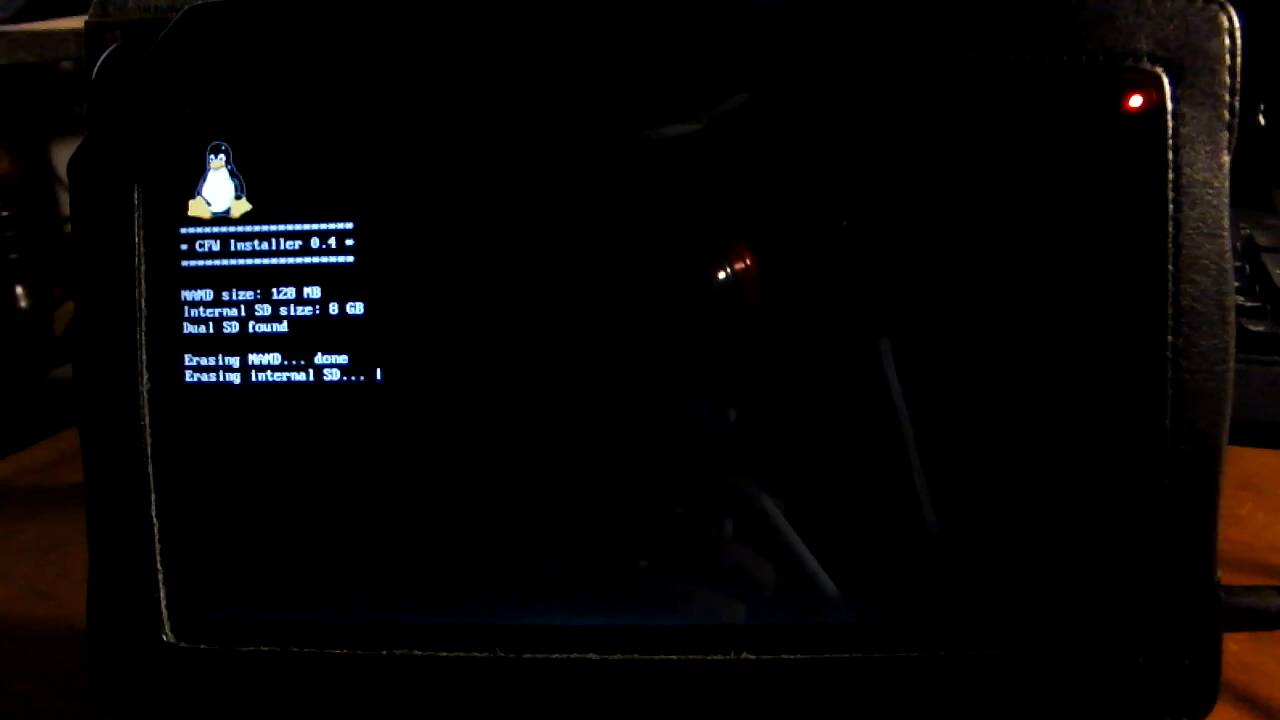 **********************
* CFW Installer 0.4 *
**********************
NAND size: 128 MB
Internal SD size: 8 GB
Dual SD found
Erasing NAND... done
Erasing internal SD... |